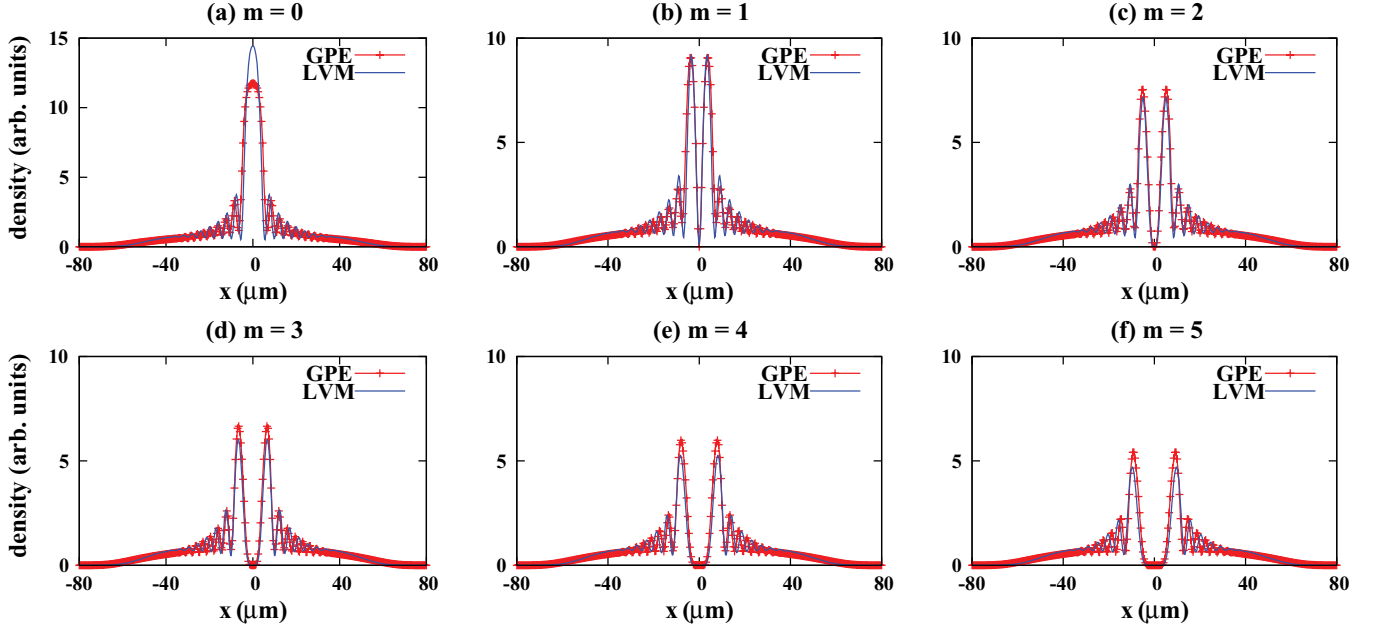 (a) m = 0
(b) m = 1
(c) m = 2
density (arb. units)
15
10
5
0
GPE
LVM
-80
-40
0
40
80
x (μm)
10
5
0
GPE
LVM
-80
-40
0
40
80
x (μm)
10
5
0
GPE
LVM
-80
-40
0
40
80
x (μm)
(d) m = 3
(e) m = 4
(f) m = 5
density (arb. units)
10
5
0
GPE
LVM
-80
-40
0
40
80
x (μm)
10
5
0
GPE
LVM
-80
-40
0
40
80
x (μm)
10
5
0
GPE
LVM
-80
-40
0
40
80
x (μm)